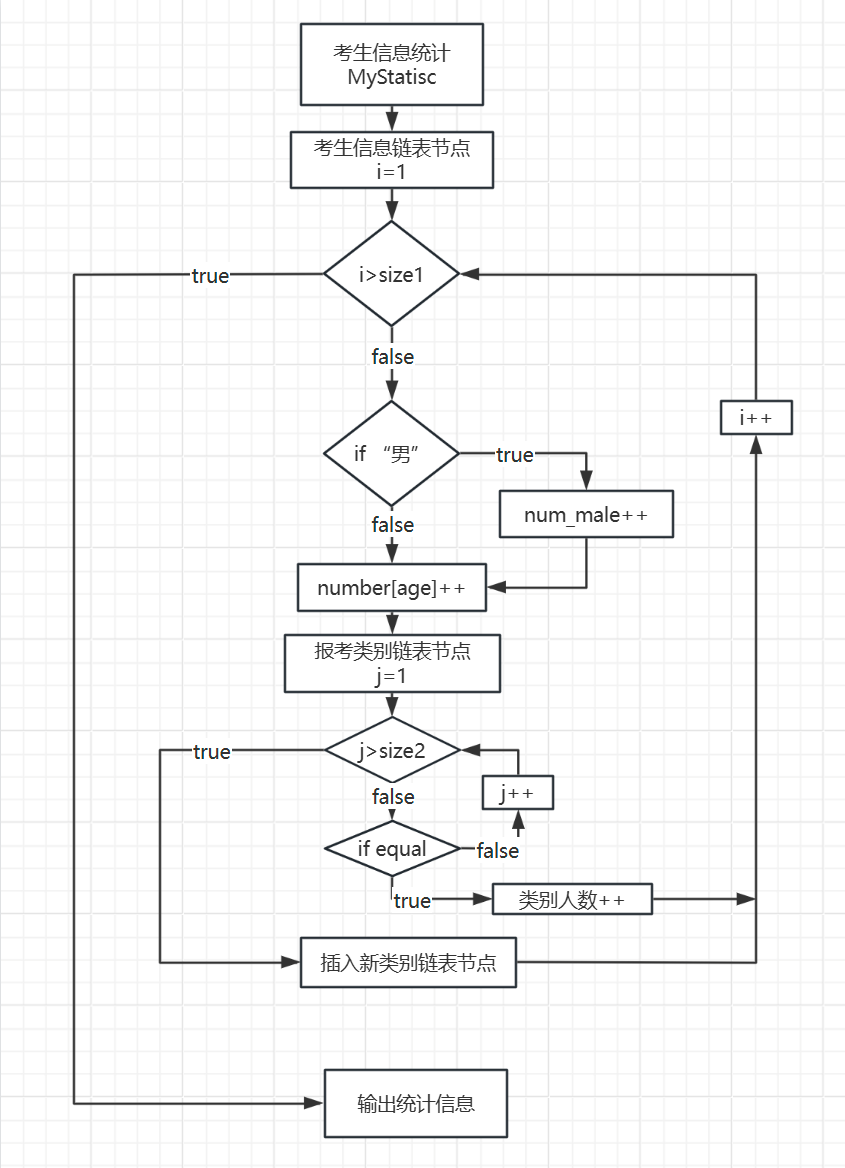 考生信息统计
MyStatisc
考生信息链表节点
i=1
true
i>size1
false
i++
if “男”
true
num_male++
false
number[age]++
报考类别链表节点
j=1
true
j>size2
false
j++
if equal
false
true
类别人数++
插入新类别链表节点
输出统计信息